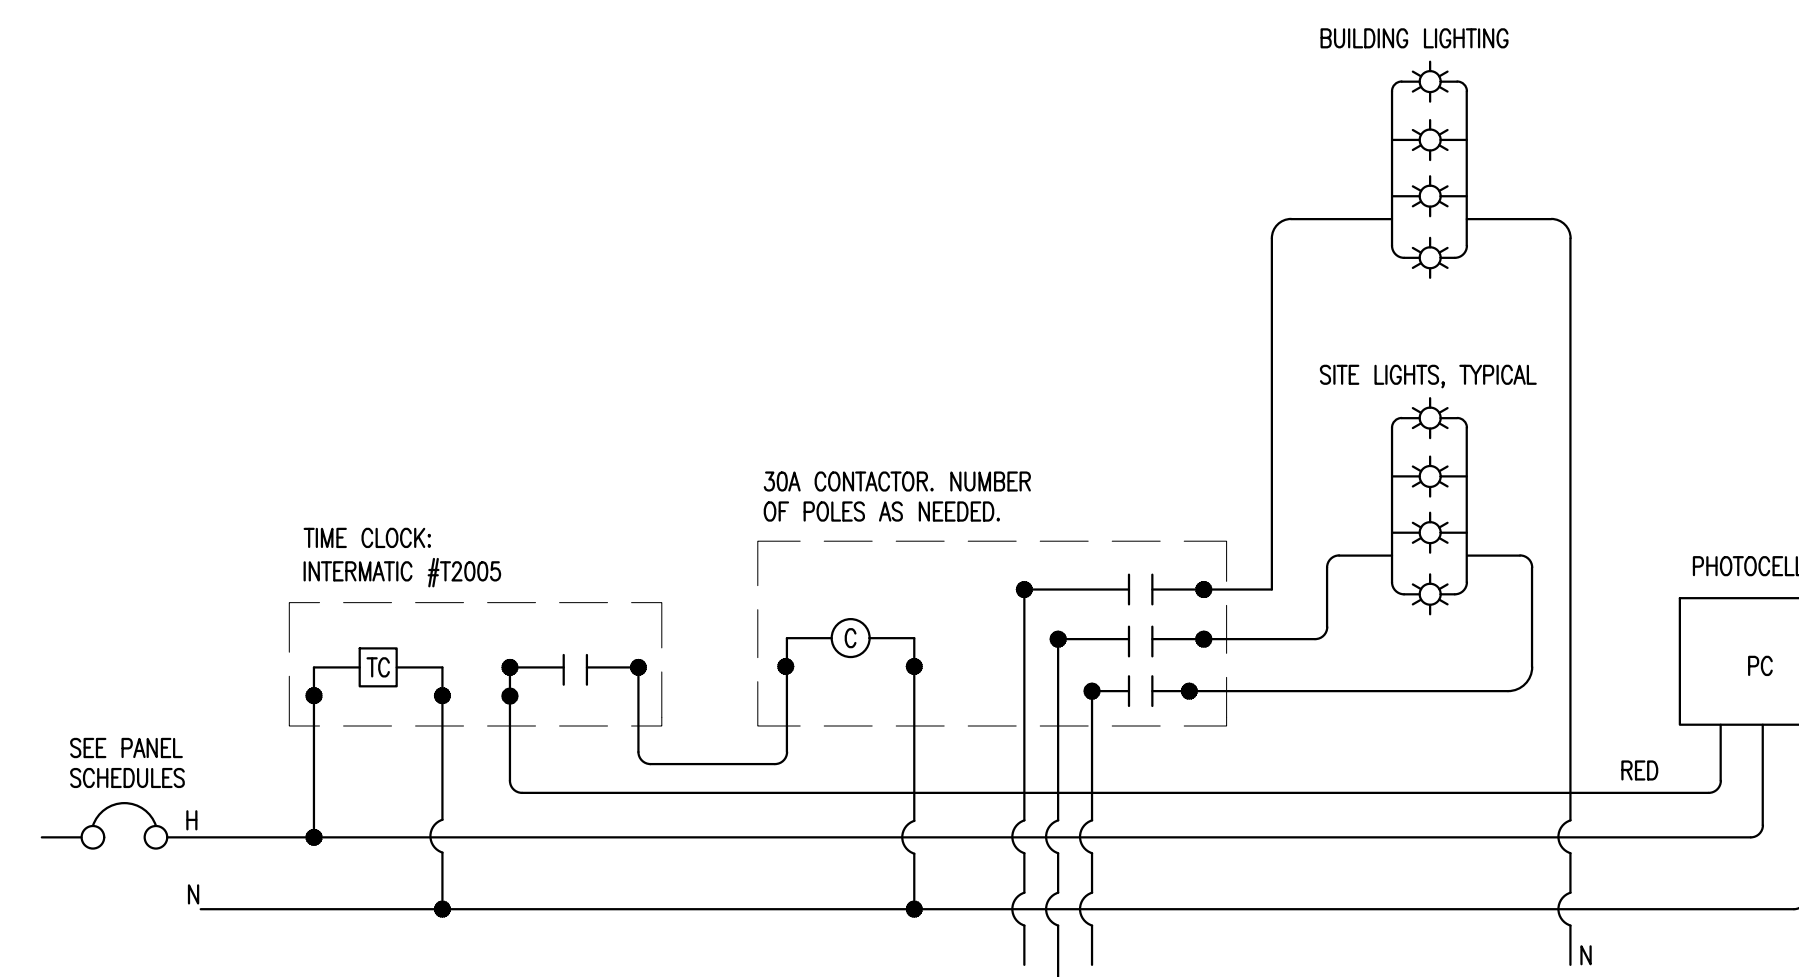 BUILDING LIGHTING
SITE LIGHTS, TYPICAL
30A CONTACTOR. NUMBER
OF POLES AS NEEDED.
TIME CLOCK:
INTERMATIC #T2005
PHOTOCELL
C
TC
PC
SEE PANEL
SCHEDULES
RED
H
N
N